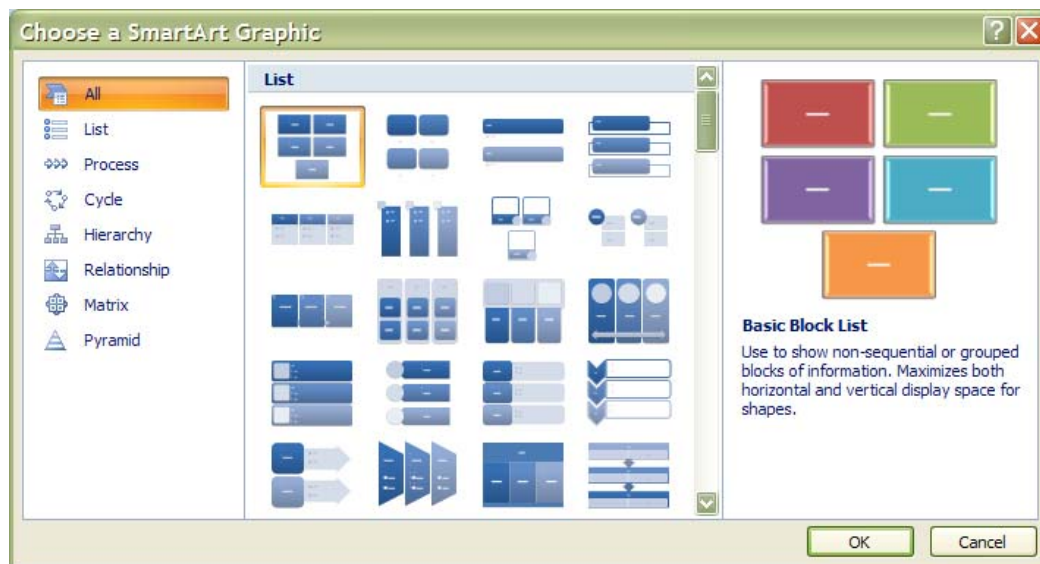 Choose a SmartArt Graphic
All
List
Process
Cycle
Hierarchy
Relationship
Matrix
Pyramid
List
Basic Block List
Use to show non-sequential or grouped
blocks of information. Maximizes both
horizontal and vertical display space for
shapes.
OK
Cancel